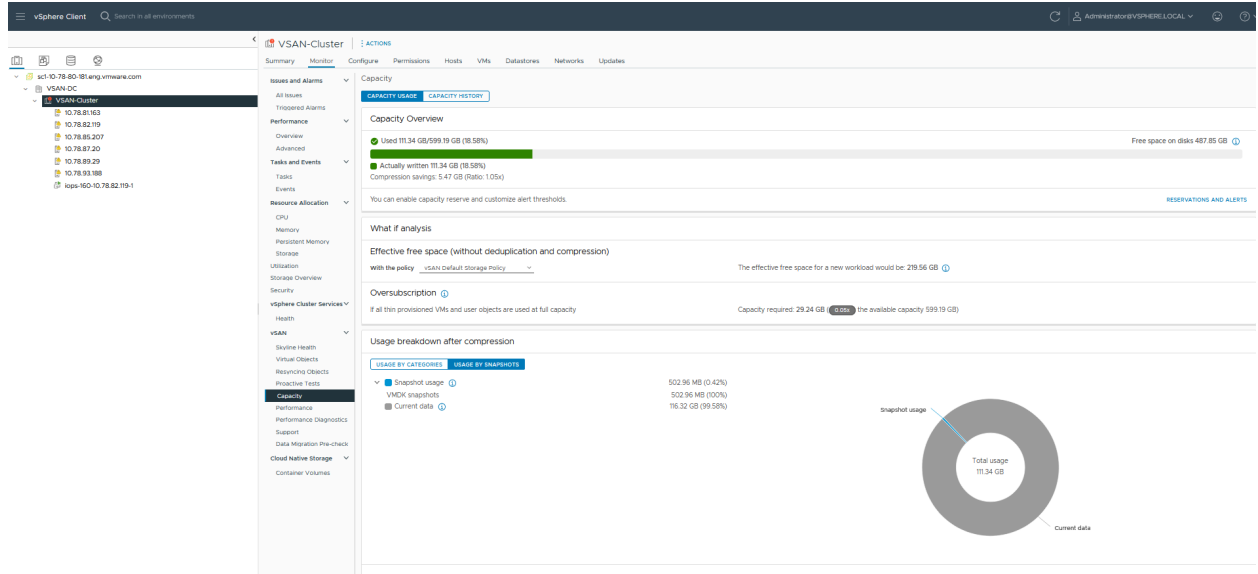 vSphere Client
Search in all environments
Administrator@VSPHERE.LOCAL
sc1-10-78-80-181.eng.vmware.com
VSAN-DC
VSAN-Cluster
10.78.81.163
10.78.82.119
10.78.85.207
10.78.87.20
10.78.89.29
10.78.93.188
iops-160-10.78.82.119-1
VSAN-Cluster
ACTIONS
Summary Monitor Configure Permissions Hosts VMs Datastores Networks Updates
Issues and Alarms
All Issues
Triggered Alarms
Performance
Overview
Advanced
Tasks and Events
Tasks
Events
Resource Allocation
CPU
Memory
Persistent Memory
Storage
Utilization
Storage Overview
Security
vSphere Cluster Services
Health
vSAN
Skyline Health
Virtual Objects
Resyncing Objects
Proactive Tests
Capacity
Performance
Performance Diagnostics
Support
Data Migration Pre-check
Cloud Native Storage
Container Volumes
Capacity
CAPACITY USAGE CAPACITY HISTORY
Capacity Overview
Used 111.34 GB/599.19 GB (18.58%) Free space on disks 487.85 GB
Actually written 111.34 GB (18.58%)
Compression savings: 5.47 GB (Ratio: 1.05x)
You can enable capacity reserve and customize alert thresholds. RESERVATIONS AND ALERTS
What if analysis
Effective free space (without deduplication and compression)
With the policy vSAN Default Storage Policy The effective free space for a new workload would be: 219.56 GB
Oversubscription
If all thin provisioned VMs and user objects are used at full capacity Capacity required: 29.24 GB ( 0.05x the available capacity 599.19 GB)
Usage breakdown after compression
USAGE BY CATEGORIES USAGE BY SNAPSHOTS
Snapshot usage 502.96 MB (0.42%)
VMDK snapshots 502.96 MB (100%)
Current data 116.32 GB (99.58%)
Snapshot usage
Total usage
111.34 GB
Current data